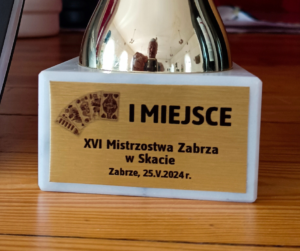 I MIEJSCE
XVI Mistrzostwa Zabrza
w Skacie
Zabrze, 25.V.2024 r.